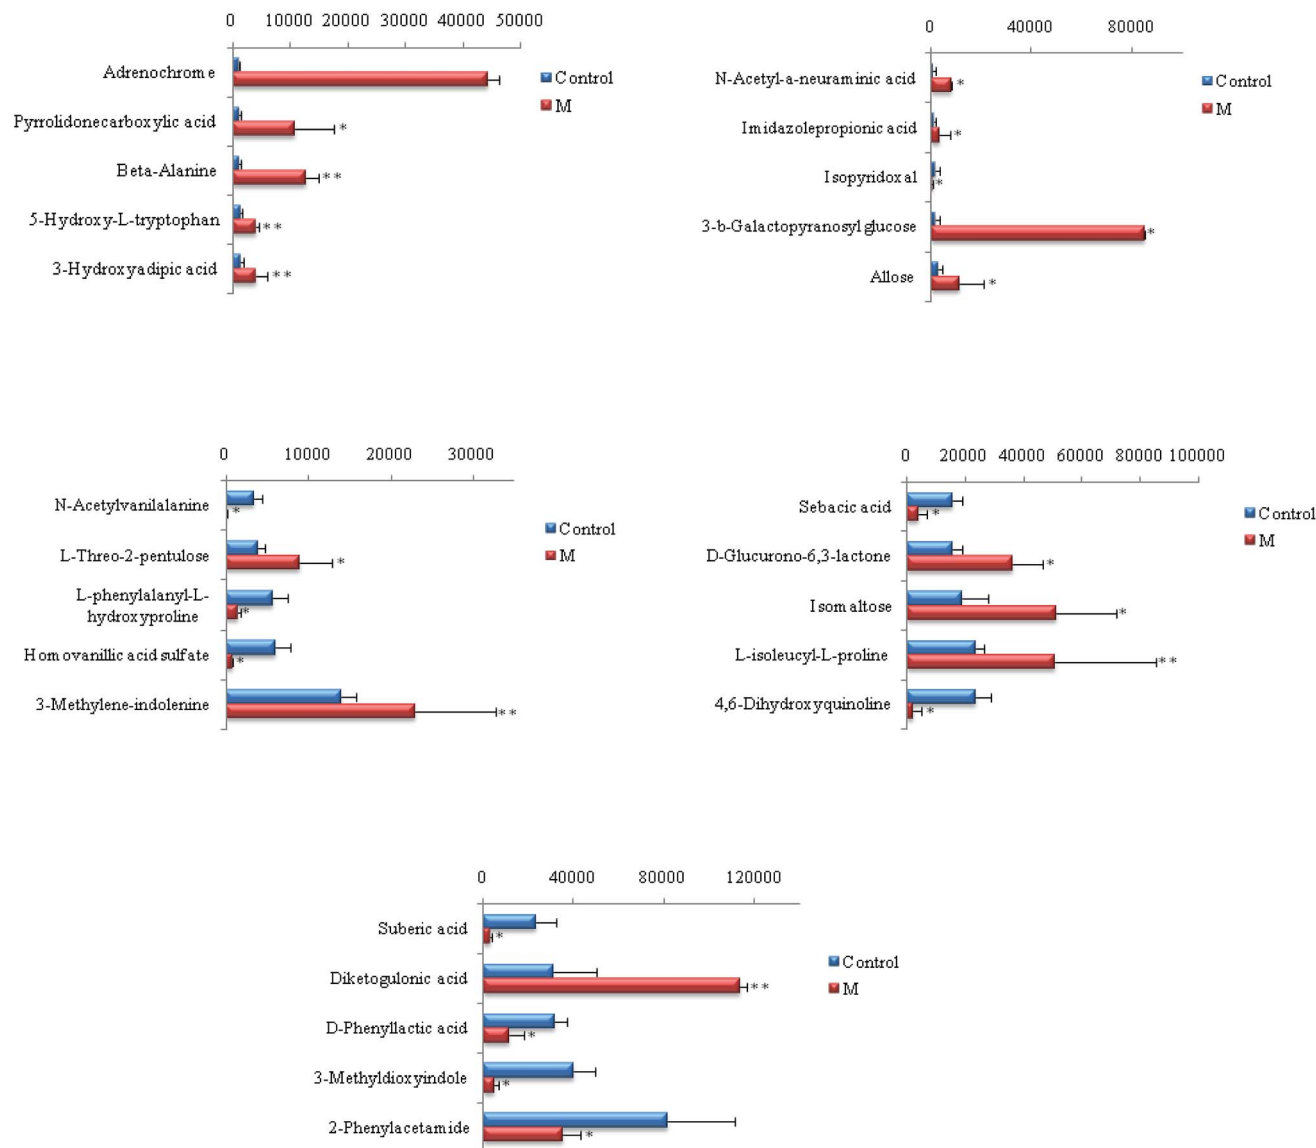 0 10000 20000 30000 40000 50000
Adrenochrome
Pyrrolidonecarboxylic acid *
Beta-Alanine **
5-Hydroxy-L-tryptophan **
3-Hydroxyadipic acid **
Control
M
0 40000 80000
N-Acetyl-a-neuraminic acid *
Imidazolepropionic acid *
Isopyridoxal *
3-b-Galactopyranosyl glucose *
Allose *
Control
M
0 10000 20000 30000
N-Acetylvanilalanine *
L-Threo-2-pentulose *
L-phenylalanyl-L-
hydroxyproline *
Homovanillic acid sulfate *
3-Methylene-indolenine **
Control
M
0 20000 40000 60000 80000 100000
Sebacic acid *
D-Glucurono-6,3-lactone *
Isomaltose *
L-isoleucyl-L-proline **
4,6-Dihydroxyquinoline *
Control
M
0 40000 80000 120000
Suberic acid *
Diketogulonic acid **
D-Phenyllactic acid *
3-Methyldioxyindole *
2-Phenylacetamide *
Control
M